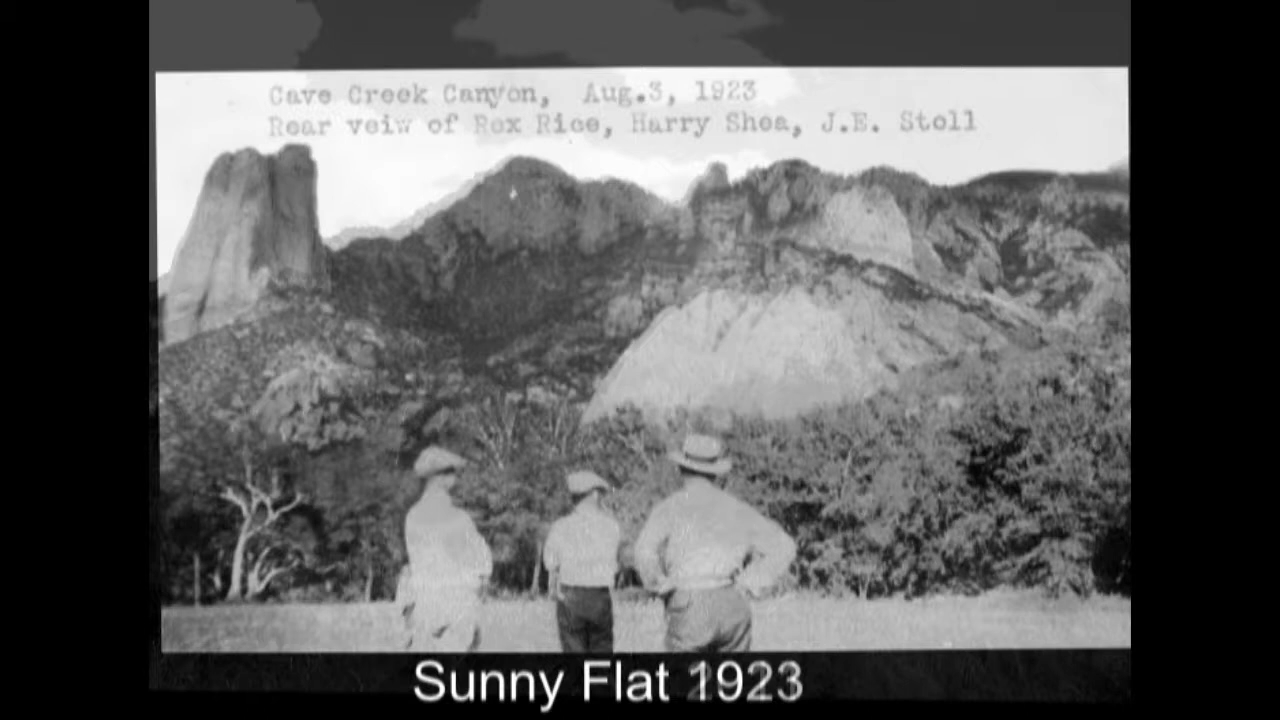 Cave Creek Canyon, Aug.3, 1923
Rear veiw of Rex Rice, Harry Shea, J.E. Stoll
Sunny Flat 1923